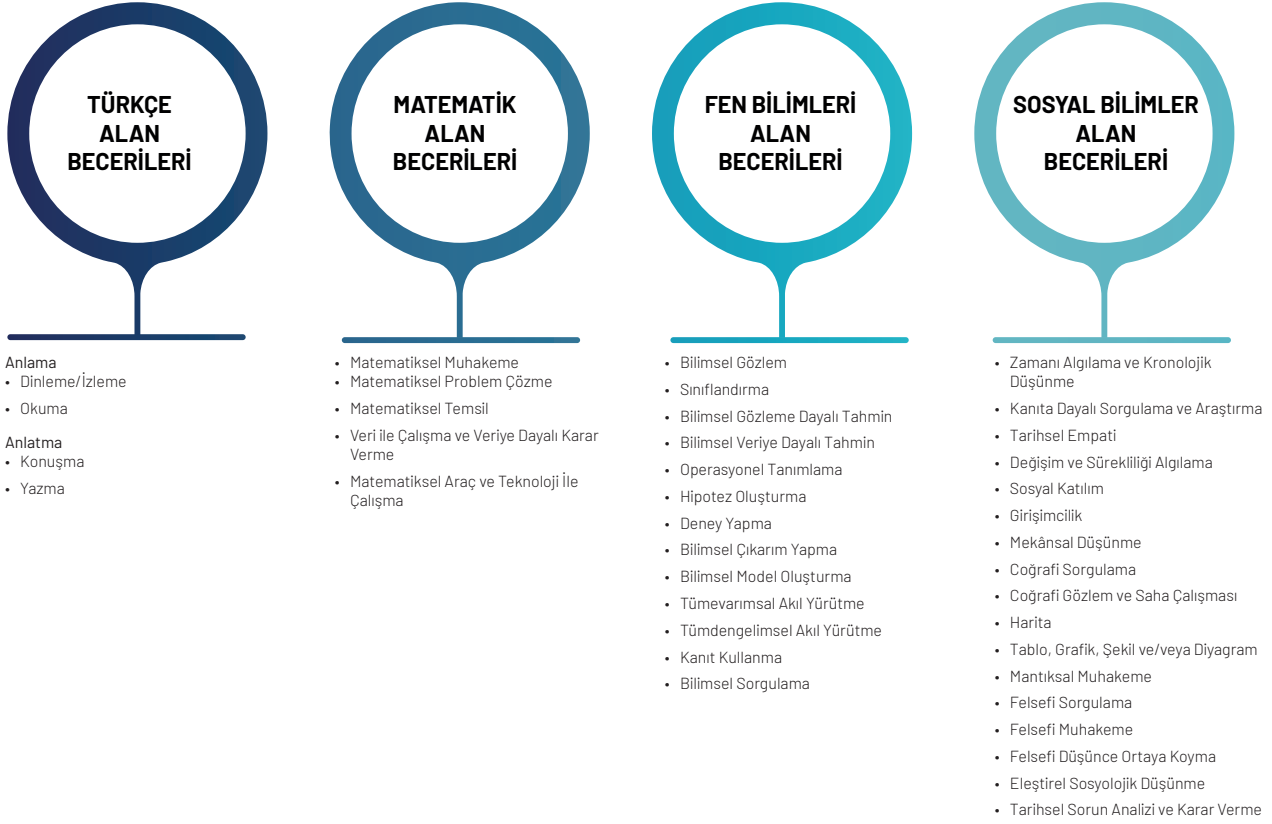 TÜRKÇE
ALAN
BECERİLERİ
Anlama
• Dinleme/İzleme
• Okuma
Anlatma
• Konuşma
• Yazma
MATEMATİK
ALAN
BECERİLERİ
• Matematiksel Muhakeme
• Matematiksel Problem Çözme
• Matematiksel Temsil
• Veri ile Çalışma ve Veriye Dayalı Karar
Verme
• Matematiksel Araç ve Teknoloji İle
Çalışma
FEN BİLİMLERİ
ALAN
BECERİLERİ
• Bilimsel Gözlem
• Sınıflandırma
• Bilimsel Gözleme Dayalı Tahmin
• Bilimsel Veriye Dayalı Tahmin
• Operasyonel Tanımlama
• Hipotez Oluşturma
• Deney Yapma
• Bilimsel Çıkarım Yapma
• Bilimsel Model Oluşturma
• Tümevarımsal Akıl Yürütme
• Tümdengelimsel Akıl Yürütme
• Kanıt Kullanma
• Bilimsel Sorgulama
SOSYAL BİLİMLER
ALAN
BECERİLERİ
• Zamanı Algılama ve Kronolojik
Düşünme
• Kanıta Dayalı Sorgulama ve Araştırma
• Tarihsel Empati
• Değişim ve Sürekliliği Algılama
• Sosyal Katılım
• Girişimcilik
• Mekânsal Düşünme
• Coğrafi Sorgulama
• Coğrafi Gözlem ve Saha Çalışması
• Harita
• Tablo, Grafik, Şekil ve/veya Diyagram
• Mantıksal Muhakeme
• Felsefi Sorgulama
• Felsefi Muhakeme
• Felsefi Düşünce Ortaya Koyma
• Eleştirel Sosyolojik Düşünme
• Tarihsel Sorun Analizi ve Karar Verme